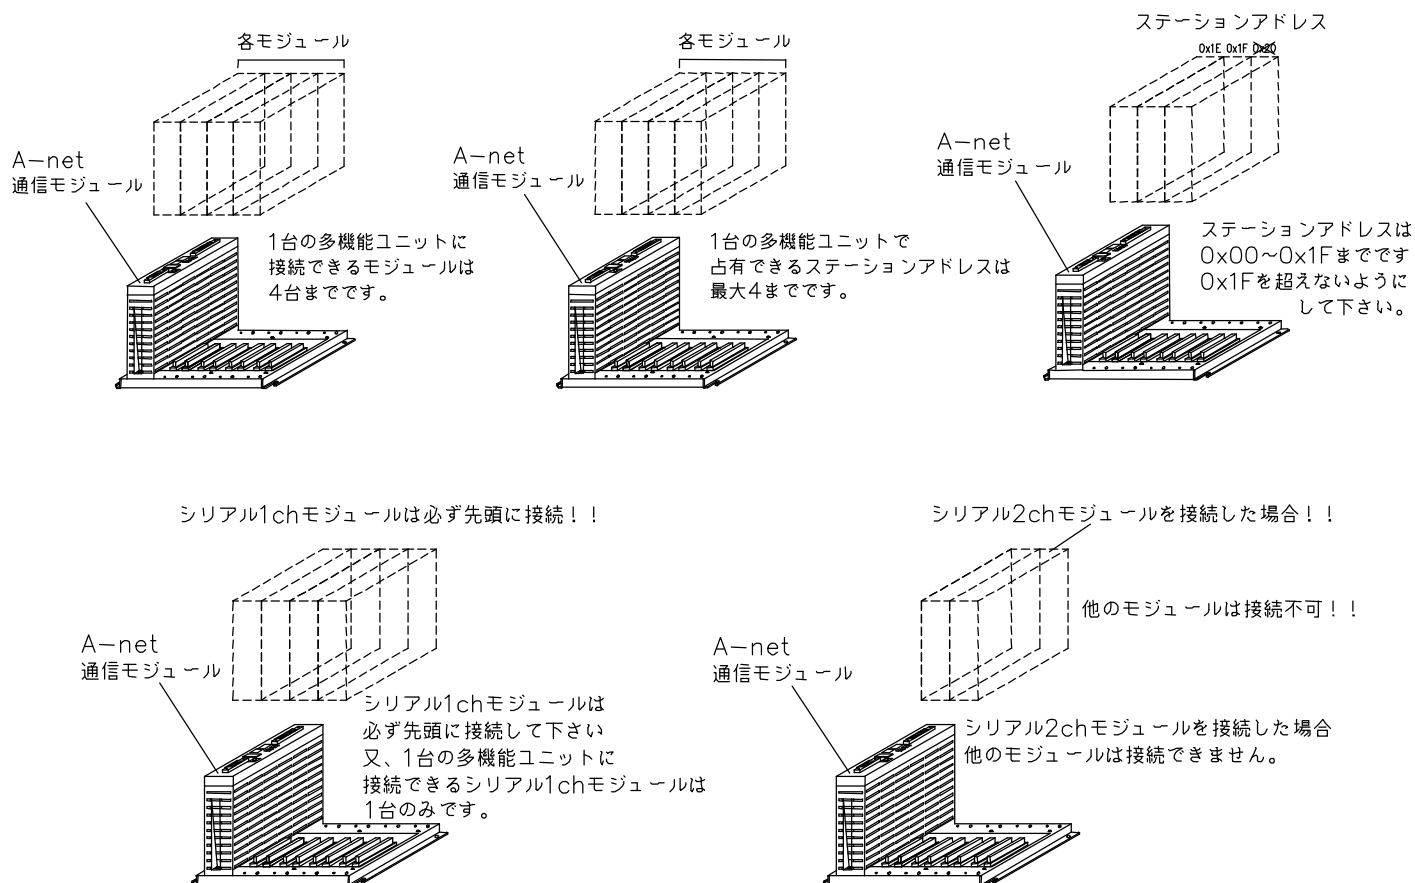 各モジュール
A-net
通信モジュール
1台の多機能ユニットに
接続できるモジュールは
4台までです。
各モジュール
A-net
通信モジュール
1台の多機能ユニットで
占有できるステーションアドレスは
最大4までです。
ステーションアドレス
0x1E 0x1F 0x20
A-net
通信モジュール
ステーションアドレスは
0x00～0x1Fまでです
0x1Fを超えないように
して下さい。
シリアル1chモジュールは必ず先頭に接続！！
A-net
通信モジュール
シリアル1chモジュールは
必ず先頭に接続して下さい
又、1台の多機能ユニットに
接続できるシリアル1chモジュールは
1台のみです。
シリアル2chモジュールを接続した場合！！
他のモジュールは接続不可！！
A-net
通信モジュール
シリアル2chモジュールを接続した場合
他のモジュールは接続できません。